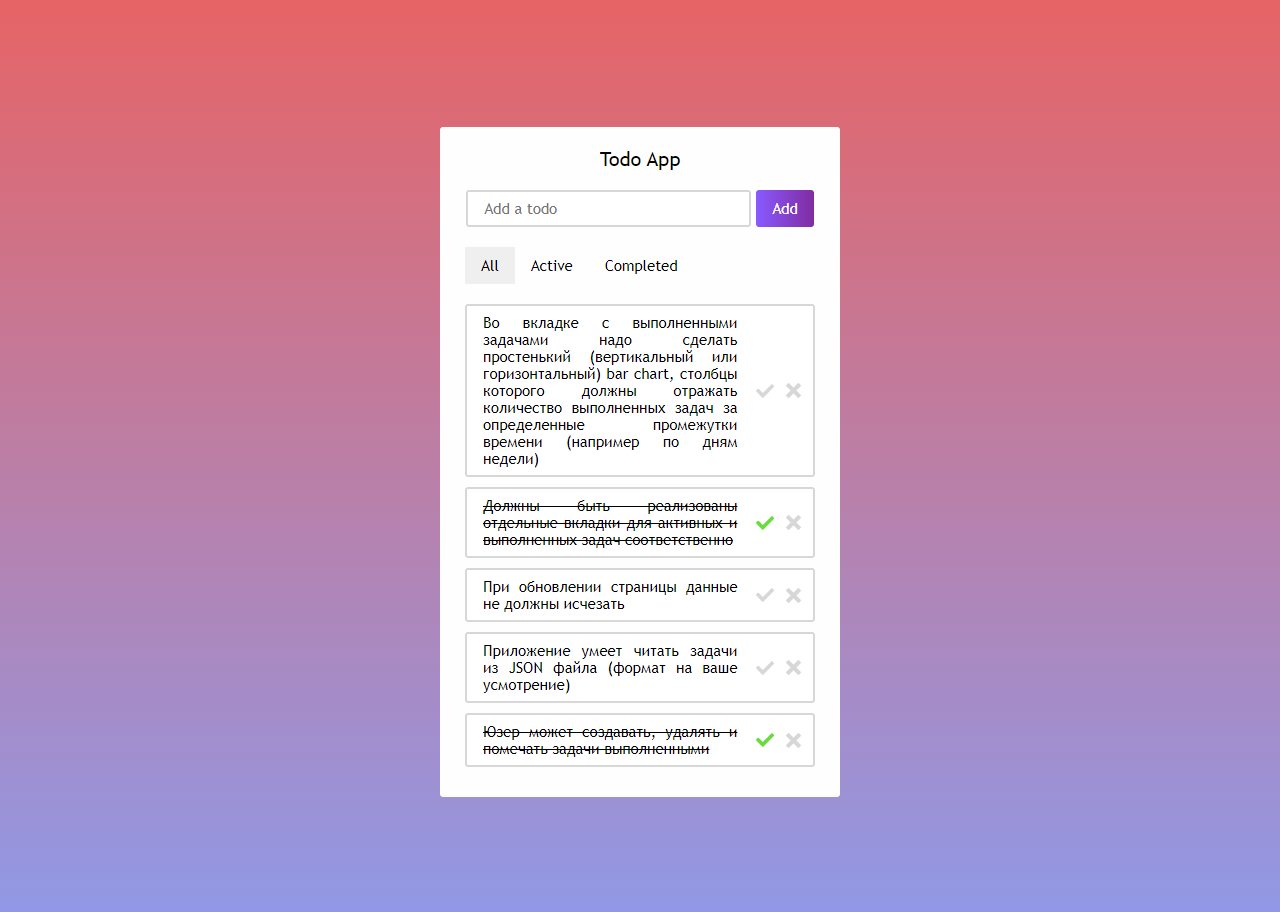 Todo App
Add a todo
Add
All
Active
Completed
Во вкладке с выполненными
задачами надо сделать
простенький (вертикальный или
горизонтальный) bar chart, столбцы
которого должны отражать
количество выполненных задач за
определенные промежутки
времени (например по дням
недели)
Должны быть реализованы
отдельные вкладки для активных и
выполненных задач соответственно
При обновлении страницы данные
не должны исчезать
Приложение умеет читать задачи
из JSON файла (формат на ваше
усмотрение)
Юзер может создавать, удалять и
помечать задачи выполненными